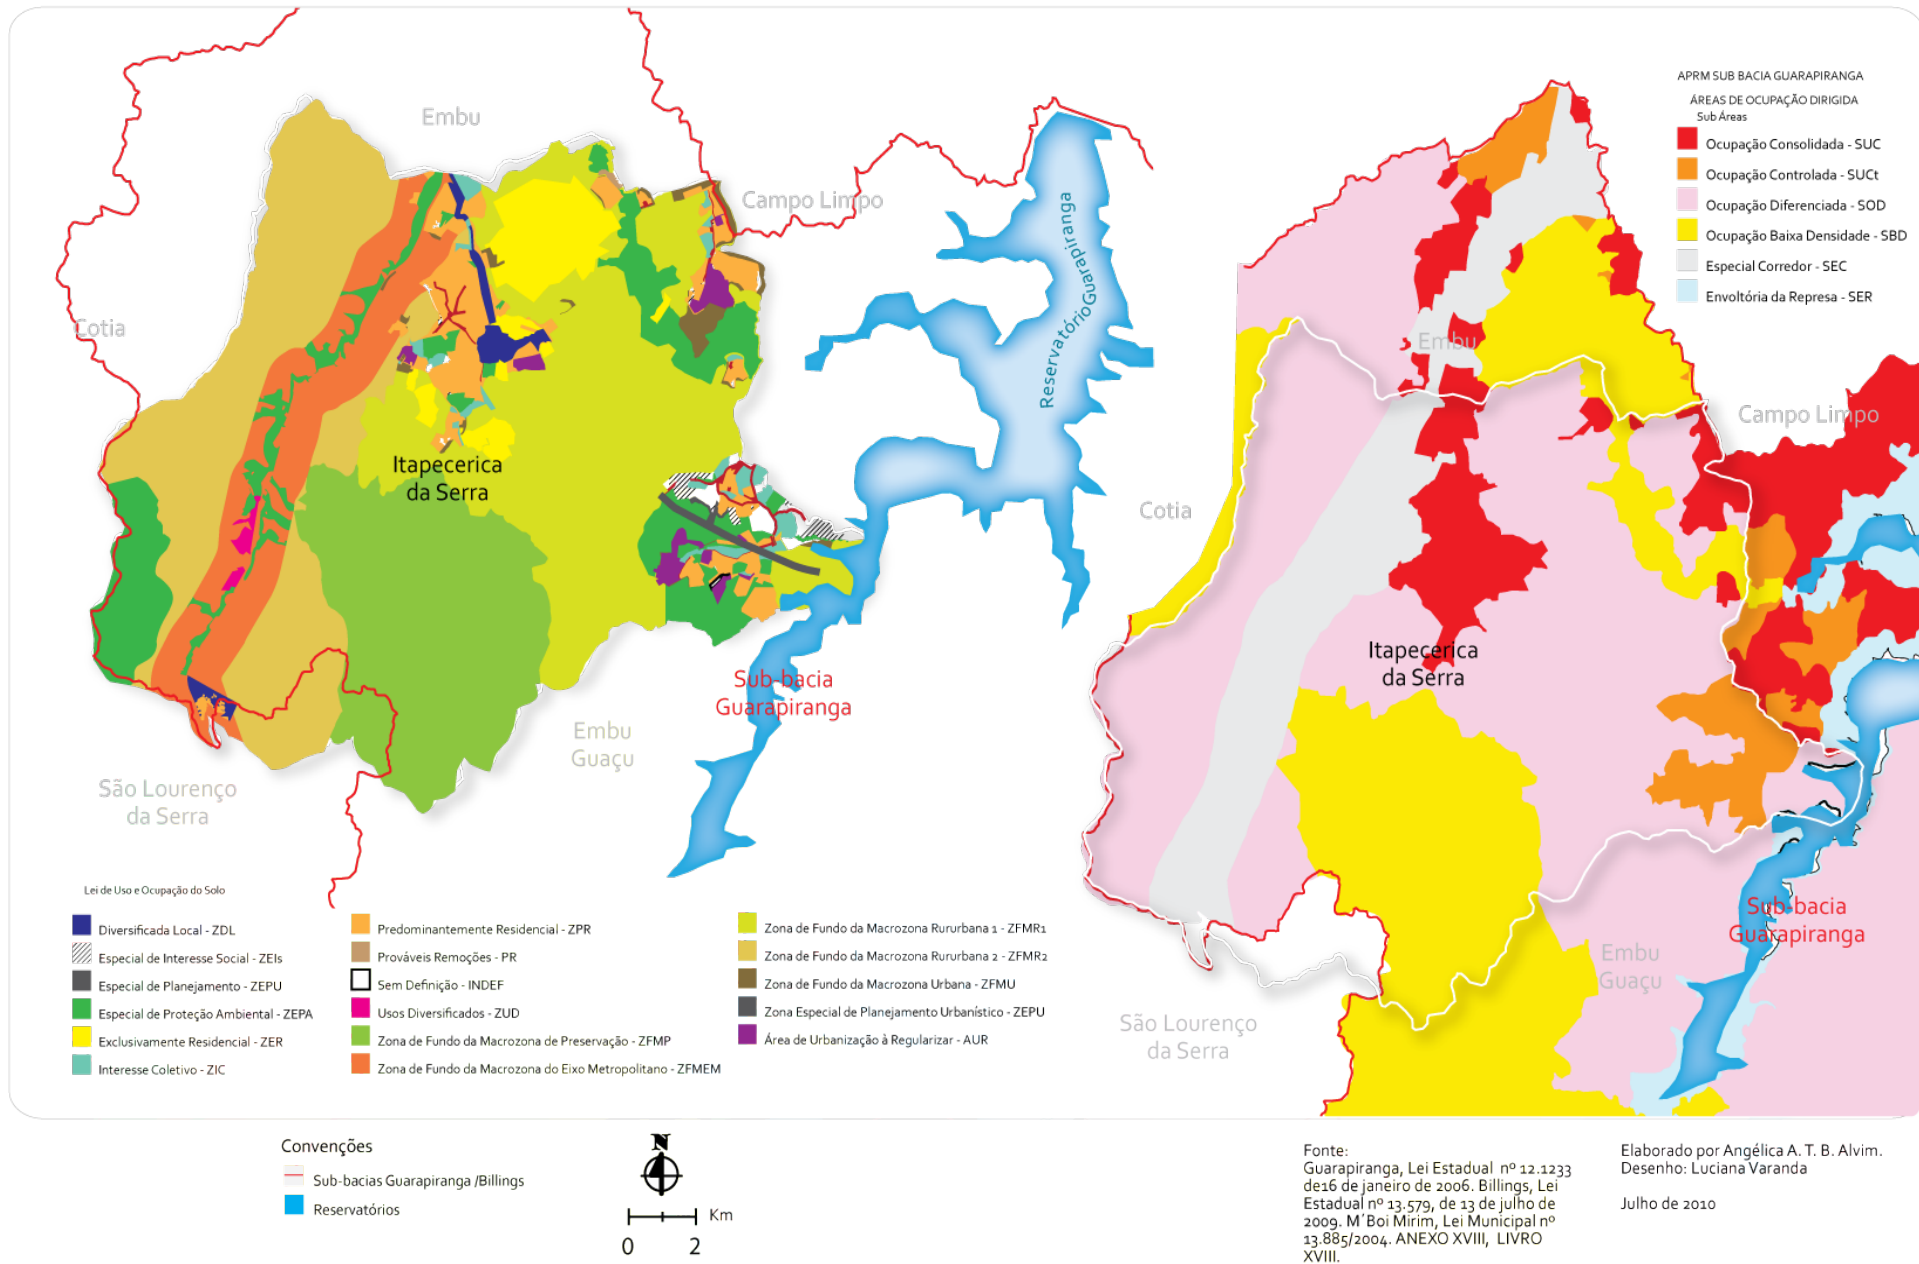 Embu
Campo Limpo
Cotia
Reservatório Guarapiranga
Itapecerica
da Serra
Sub-bacia
Guarapiranga
Embu
Guaçu
São Lourenço
da Serra
Lei de Uso e Ocupação do Solo
Diversificada Local - ZDL
Especial de Interesse Social - ZEIs
Especial de Planejamento - ZEPU
Especial de Proteção Ambiental - ZEPA
Exclusivamente Residencial - ZER
Interesse Coletivo - ZIC
Predominantemente Residencial - ZPR
Prováveis Remoções - PR
Sem Definição - INDEF
Usos Diversificados - ZUD
Zona de Fundo da Macrozona de Preservação - ZFMP
Zona de Fundo da Macrozona do Eixo Metropolitano - ZFMEM
Zona de Fundo da Macrozona Rururbana 1 - ZFMR1
Zona de Fundo da Macrozona Rururbana 2 - ZFMR2
Zona de Fundo da Macrozona Urbana - ZFMU
Zona Especial de Planejamento Urbanístico - ZEPU
Área de Urbanização à Regularizar - AUR
APRM SUB BACIA GUARAPIRANGA
ÁREAS DE OCUPAÇÃO DIRIGIDA
Sub Áreas
Ocupação Consolidada - SUC
Ocupação Controlada - SUCt
Ocupação Diferenciada - SOD
Ocupação Baixa Densidade - SBD
Especial Corredor - SEC
Envoltória da Represa - SER
Embu
Campo Limpo
Cotia
Itapecerica
da Serra
Sub-bacia
Guarapiranga
Embu
Guaçu
São Lourenço
da Serra
Convenções
Sub-bacias Guarapiranga /Billings
Reservatórios
N
Km
0 2
Fonte:
Guarapiranga, Lei Estadual nº 12.1233
de16 de janeiro de 2006. Billings, Lei
Estadual nº 13.579, de 13 de julho de
2009. M´Boi Mirim, Lei Municipal nº
13.885/2004. ANEXO XVIII, LIVRO
XVIII.
Elaborado por Angélica A. T. B. Alvim.
Desenho: Luciana Varanda
Julho de 2010